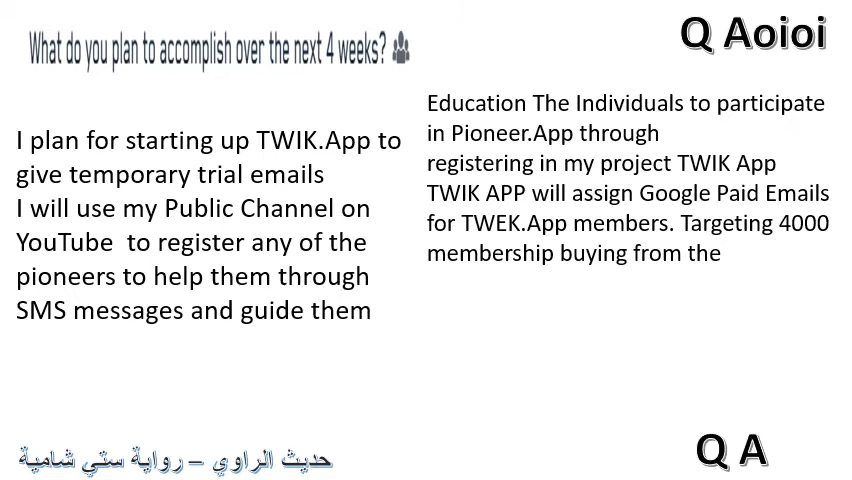 What do you plan to accomplish over the next 4 weeks?
Q Aoioi
I plan for starting up TWIK.App to
give temporary trial emails
I will use my Public Channel on
YouTube to register any of the
pioneers to help them through
SMS messages and guide them
Education The Individuals to participate
in Pioneer.App through
registering in my project TWIK App
TWIK APP will assign Google Paid Emails
for TWEK.App members. Targeting 4000
membership buying from the
حديث الراوي – رواية ستي شامية
Q A